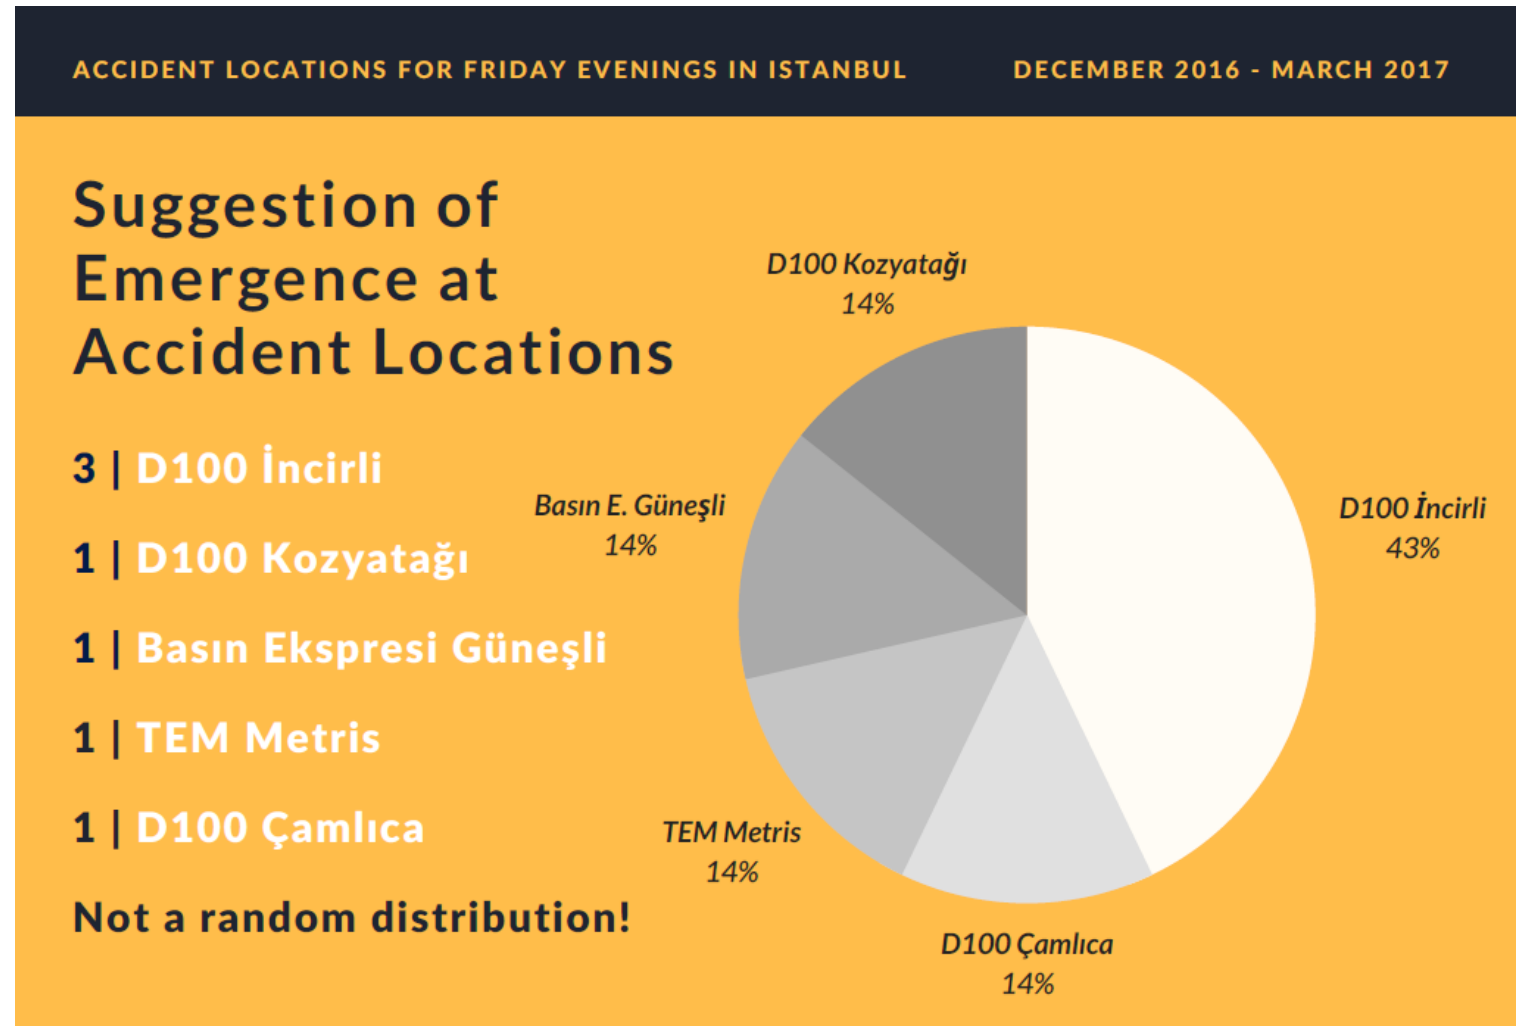 ACCIDENT LOCATIONS FOR FRIDAY EVENINGS IN ISTANBUL
DECEMBER 2016 - MARCH 2017
Suggestion of
Emergence at
Accident Locations
3 | D100 İncirli
1 | D100 Kozyatağı
1 | Basın Ekspresi Güneşli
1 | TEM Metris
1 | D100 Çamlıca
Not a random distribution!
D100 Kozyatağı
14%
Basın E. Güneşli
14%
D100 İncirli
43%
TEM Metris
14%
D100 Çamlıca
14%